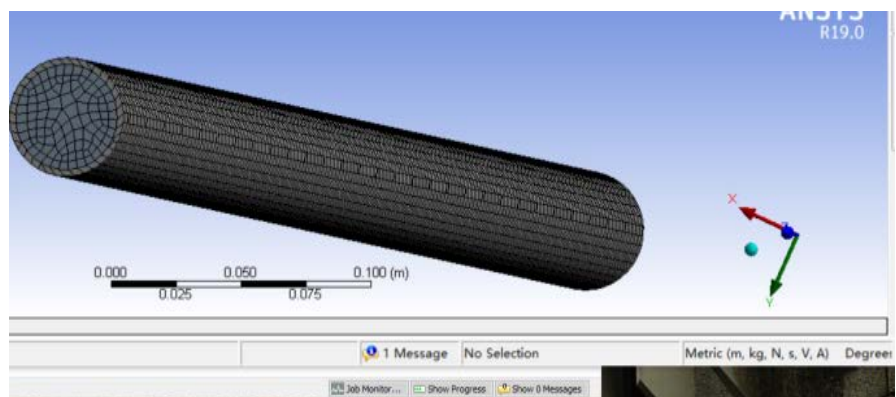 ANSYS
R19.0
X
Y
0.000 0.050 0.100 (m)
0.025 0.075
1 Message No Selection Metric (m, kg, N, s, V, A) Degrees
Job Monitor... Show Progress Show 0 Messages